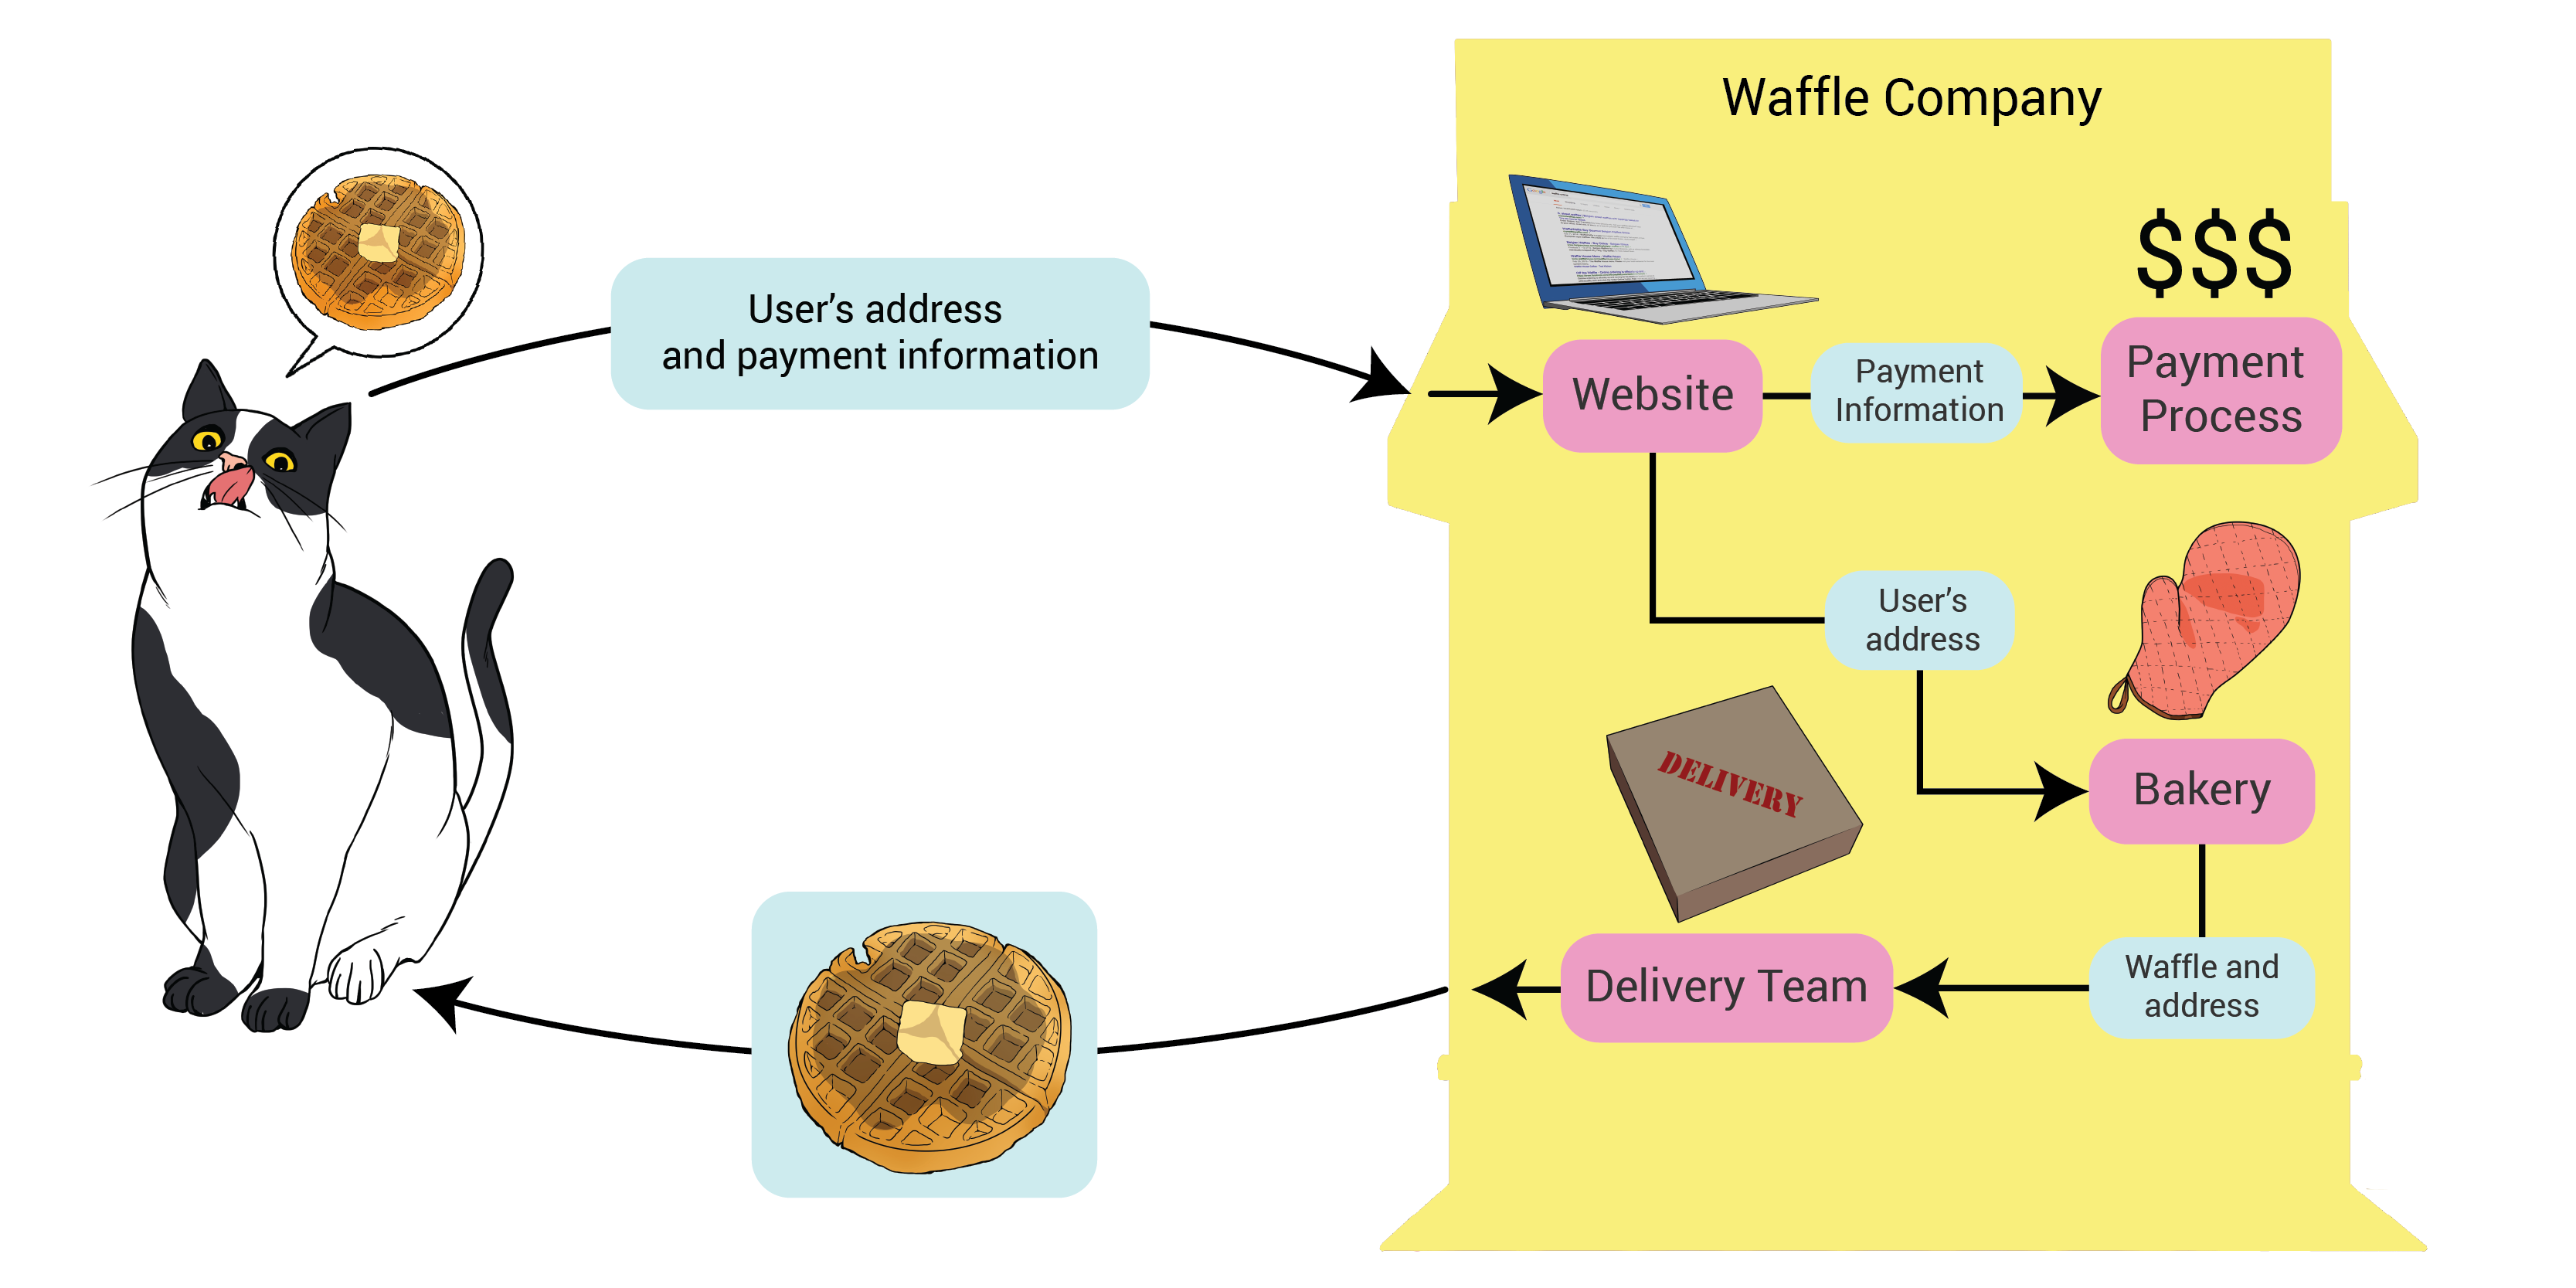 Waffle Company
$$$
User’s address
and payment information
Website
Payment
Information
Payment
Process
User’s
address
DELIVERY
Bakery
Delivery Team
Waffle and
address